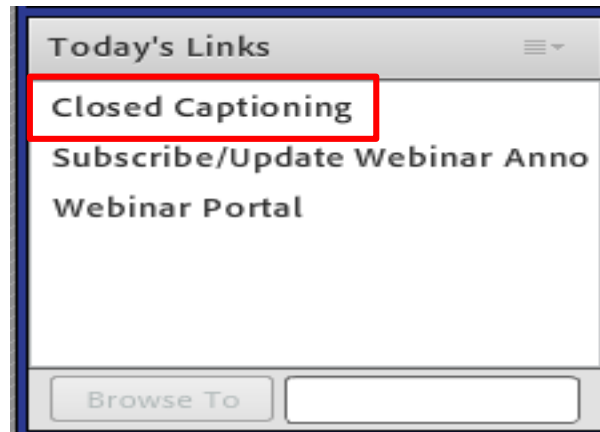 Today's Links
Closed Captioning
Subscribe/Update Webinar Anno
Webinar Portal
Browse To